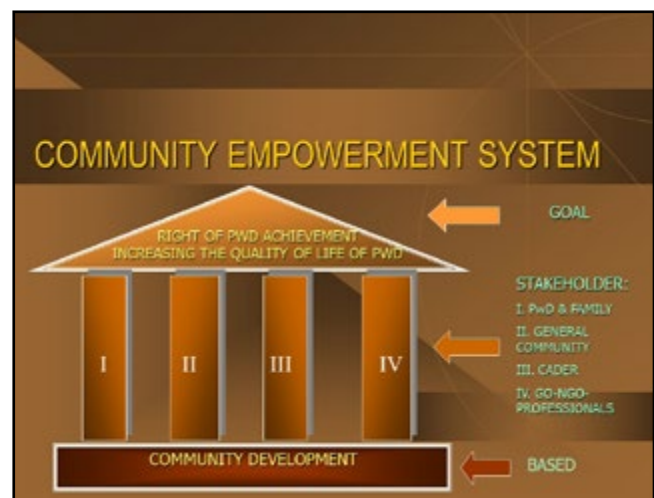 COMMUNITY EMPOWERMENT SYSTEM
RIGHT OF PWD ACHIEVEMENT
INCREASING THE QUALITY OF LIFE OF PWD
GOAL
I
II
III
IV
STAKEHOLDER:
I. PwD & FAMILY
II. GENERAL
COMMUNITY
III. CADER
IV. GO-NGO-
PROFESSIONALS
COMMUNITY DEVELOPMENT
BASED